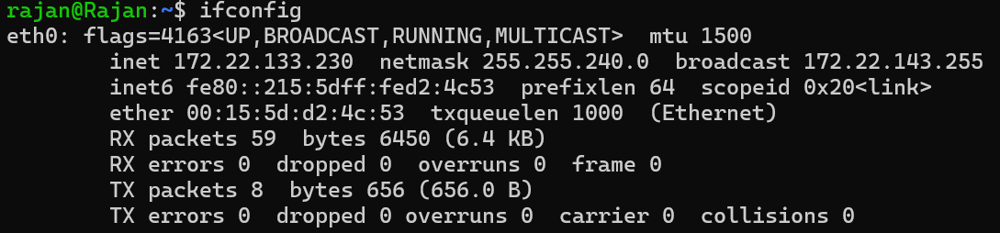 rajan@Rajan:~$ ifconfig
eth0: flags=4163<UP,BROADCAST,RUNNING,MULTICAST>  mtu 1500
        inet 172.22.133.230  netmask 255.255.240.0  broadcast 172.22.143.255
        inet6 fe80::215:5dff:fed2:4c53  prefixlen 64  scopeid 0x20<link>
        ether 00:15:5d:d2:4c:53  txqueuelen 1000  (Ethernet)
        RX packets 59  bytes 6450 (6.4 KB)
        RX errors 0  dropped 0  overruns 0  frame 0
        TX packets 8  bytes 656 (656.0 B)
        TX errors 0  dropped 0 overruns 0  carrier 0  collisions 0